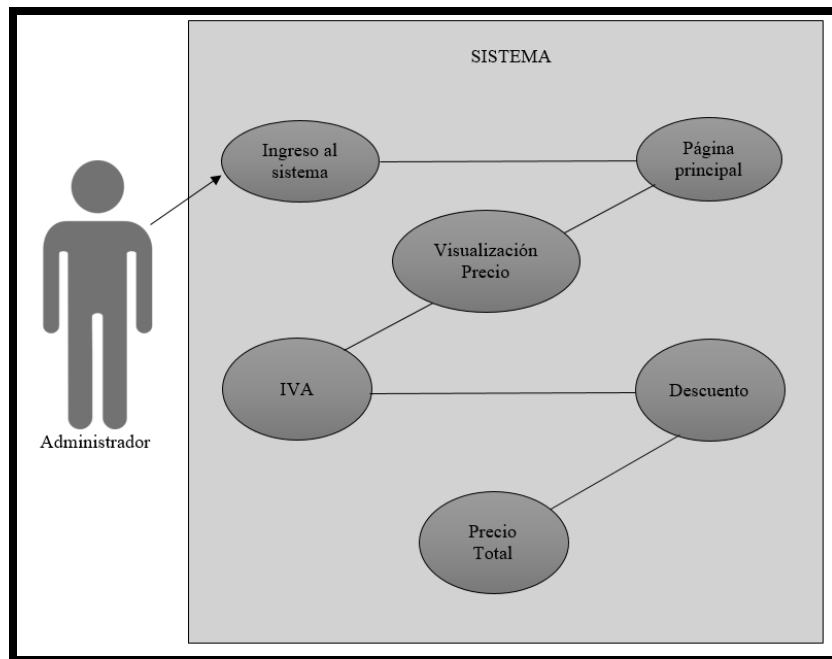 SISTEMA
Ingreso al
sistema
Página
principal
Visualización
Precio
IVA
Descuento
Administrador
Precio
Total